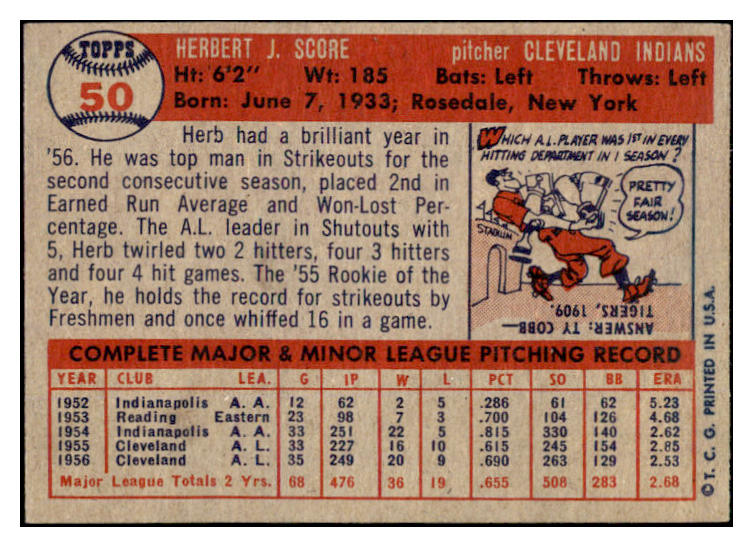 TOPPS
50
HERBERT J. SCORE pitcher CLEVELAND INDIANS
Ht: 6'2" Wt: 185 Bats: Left Throws: Left
Born: June 7, 1933; Rosedale, New York
Herb had a brilliant year in
'56. He was top man in Strikeouts for the
second consecutive season, placed 2nd in
Earned Run Average and Won-Lost Per-
centage. The A.L. leader in Shutouts with
5, Herb twirled two 2 hitters, four 3 hitters
and four 4 hit games. The '55 Rookie of the
Year, he holds the record for strikeouts by
Freshmen and once whiffed 16 in a game.
WHICH A.L. PLAYER WAS 1ST IN EVERY
HITTING DEPARTMENT IN 1 SEASON?
PRETTY
FAIR
SEASON!
STADIUM
ANSWER: TY COBB—
TIGERS, 1909.
COMPLETE MAJOR & MINOR LEAGUE PITCHING RECORD
YEAR CLUB LEA. G IP W L PCT SO BB ERA
1952 Indianapolis A. A. 12 62 2 5 .286 61 62 5.23
1953 Reading Eastern 23 98 7 3 .700 104 126 4.68
1954 Indianapolis A. A. 33 251 22 5 .815 330 140 2.62
1955 Cleveland A. L. 33 227 16 10 .615 245 154 2.85
1956 Cleveland A. L. 35 249 20 9 .690 263 129 2.53
Major League Totals 2 Yrs. 68 476 36 19 .655 508 283 2.68
© T. C. G. PRINTED IN U.S.A.